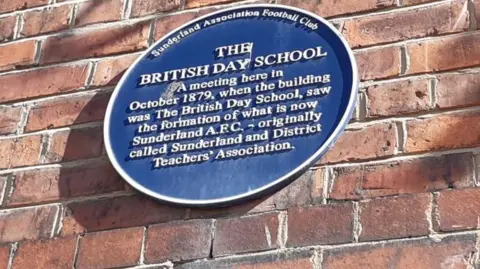 Sunderland Association Football Club
THE
BRITISH DAY SCHOOL
A meeting here in
October 1879, when the building
was The British Day School, saw
the formation of what is now
Sunderland A.F.C. - originally
called Sunderland and District
Teachers' Association.